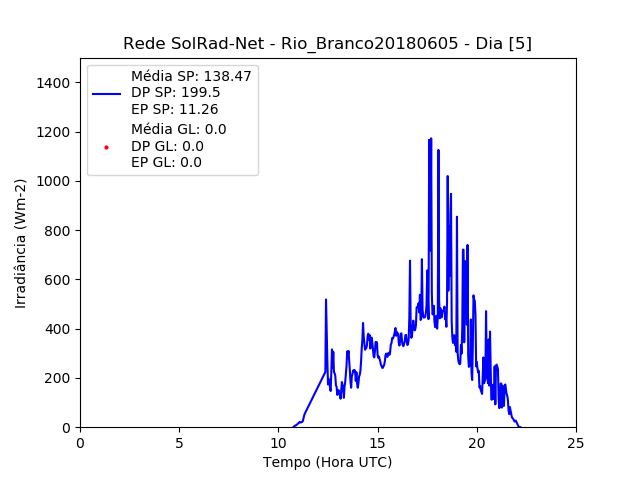 Rede SolRad-Net - Rio_Branco20180605 - Dia [5]
Média SP: 138.47
DP SP: 199.5
EP SP: 11.26
Média GL: 0.0
DP GL: 0.0
EP GL: 0.0
1400
1200
1000
800
600
400
200
0
Irradiância (Wm-2)
0 5 10 15 20 25
Tempo (Hora UTC)